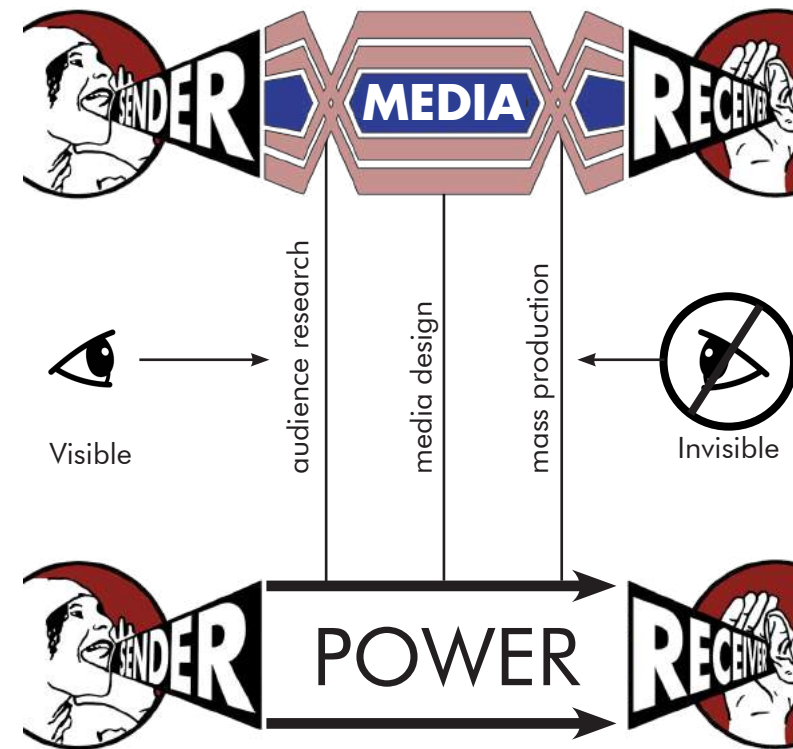 SENDER
MEDIA
RECEIVER
audience research
media design
mass production
Visible
Invisible
SENDER
POWER
RECEIVER